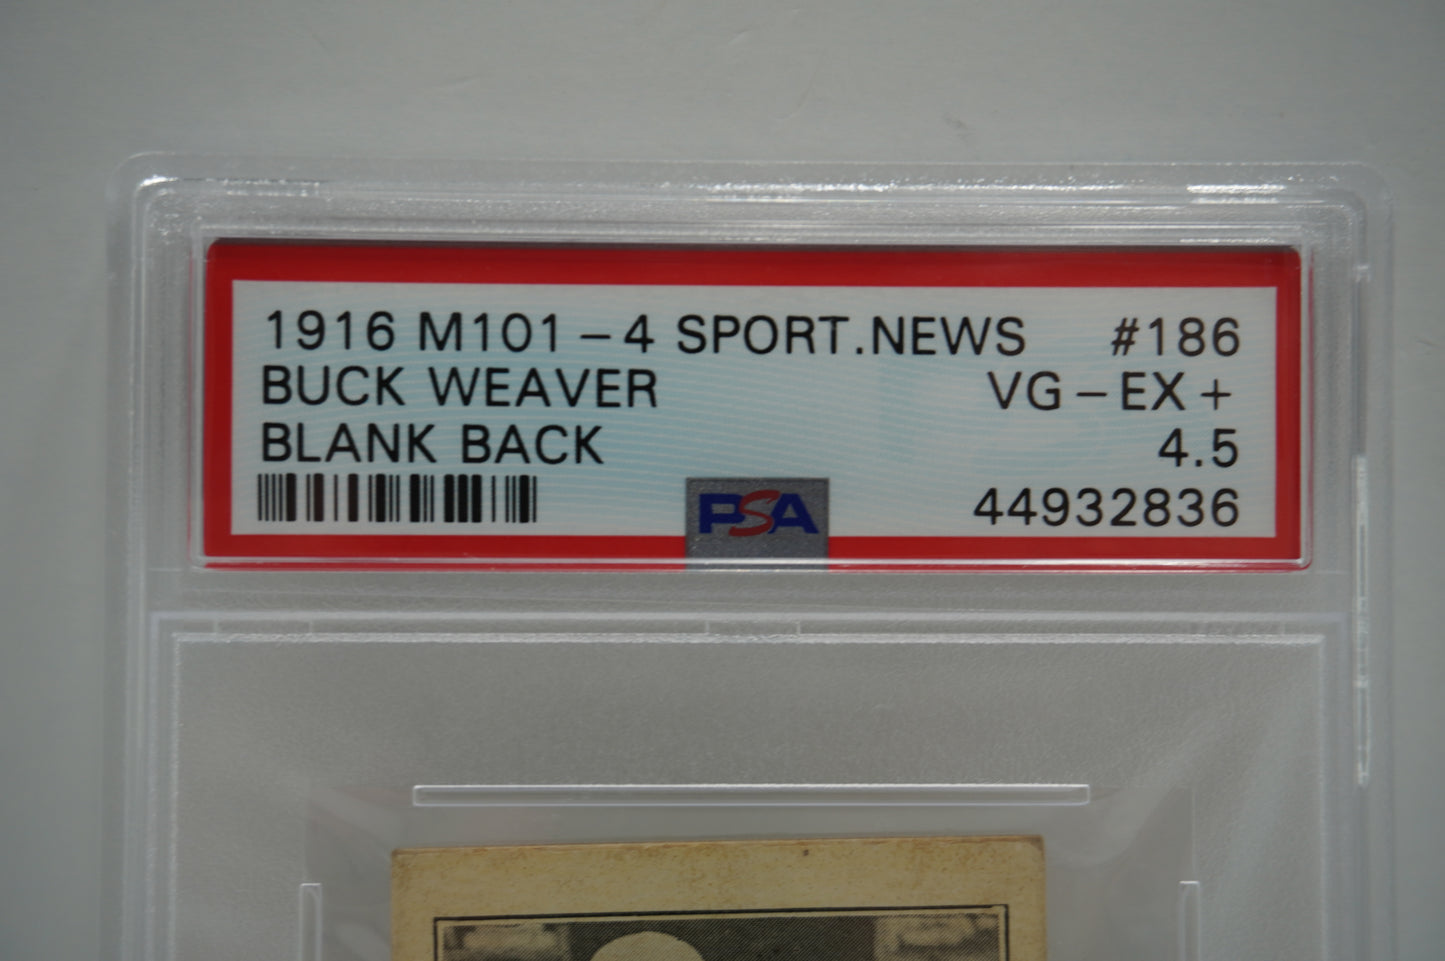 1916 M101-4 SPORT.NEWS #186
BUCK WEAVER VG-EX+
BLANK BACK 4.5
PSA 44932836